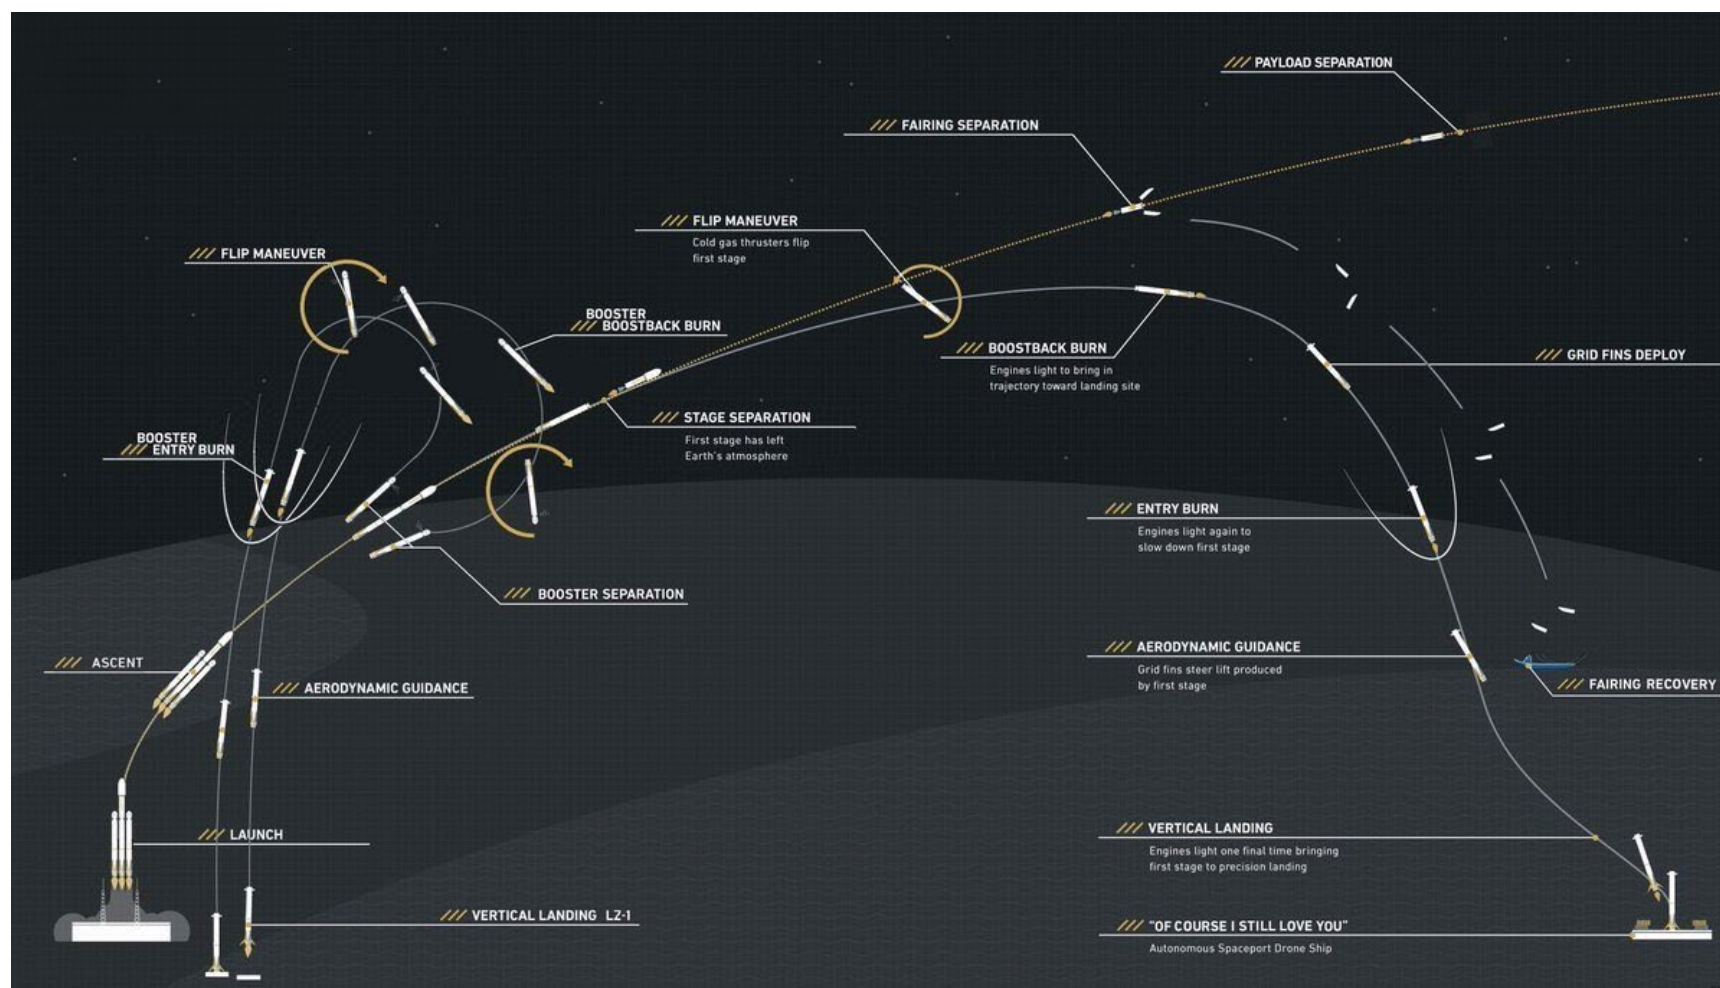 /// PAYLOAD SEPARATION
/// FAIRING SEPARATION
/// FLIP MANEUVER
Cold gas thrusters flip
first stage
/// FLIP MANEUVER
BOOSTER
/// BOOSTBACK BURN
/// BOOSTBACK BURN
Engines light to bring in
trajectory toward landing site
/// GRID FINS DEPLOY
/// STAGE SEPARATION
First stage has left
Earth's atmosphere
BOOSTER
/// ENTRY BURN
/// ENTRY BURN
Engines light again to
slow down first stage
/// BOOSTER SEPARATION
/// ASCENT
/// AERODYNAMIC GUIDANCE
/// AERODYNAMIC GUIDANCE
Grid fins steer lift produced
by first stage
/// FAIRING RECOVERY
/// LAUNCH
/// VERTICAL LANDING
Engines light one final time bringing
first stage to precision landing
/// VERTICAL LANDING LZ-1
/// "OF COURSE I STILL LOVE YOU"
Autonomous Spaceport Drone Ship